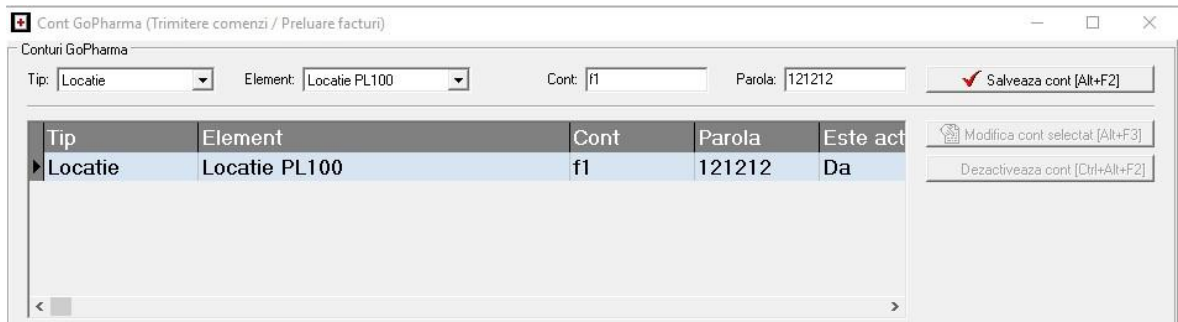 Cont GoPharma (Trimitere comenzi / Preluare facturi)
Conturi GoPharma
Tip: Locatie Element: Locatie PL100 Cont: f1 Parola: 121212 Salveaza cont [Alt+F2]
Tip Element Cont Parola Este act
Locatie Locatie PL100 f1 121212 Da
Modifica cont selectat [Alt+F3]
Dezactiveaza cont [Ctrl+Alt+F2]